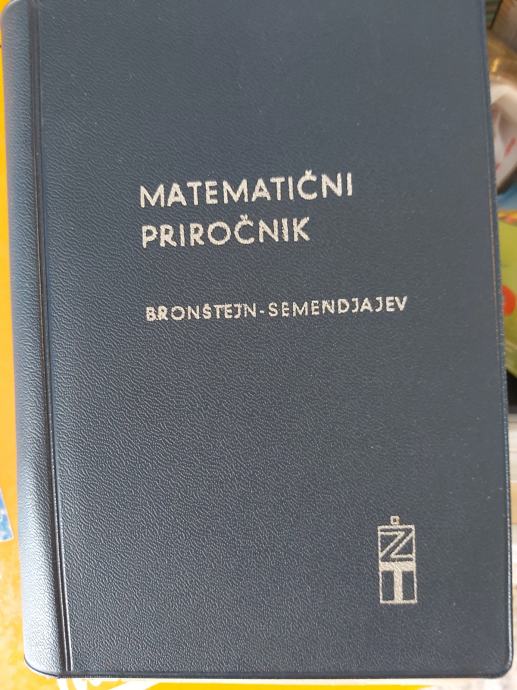 MATEMATIČNI
PRIROČNIK
BRONŠTEJN-SEMENDJAJEV
Ž
T